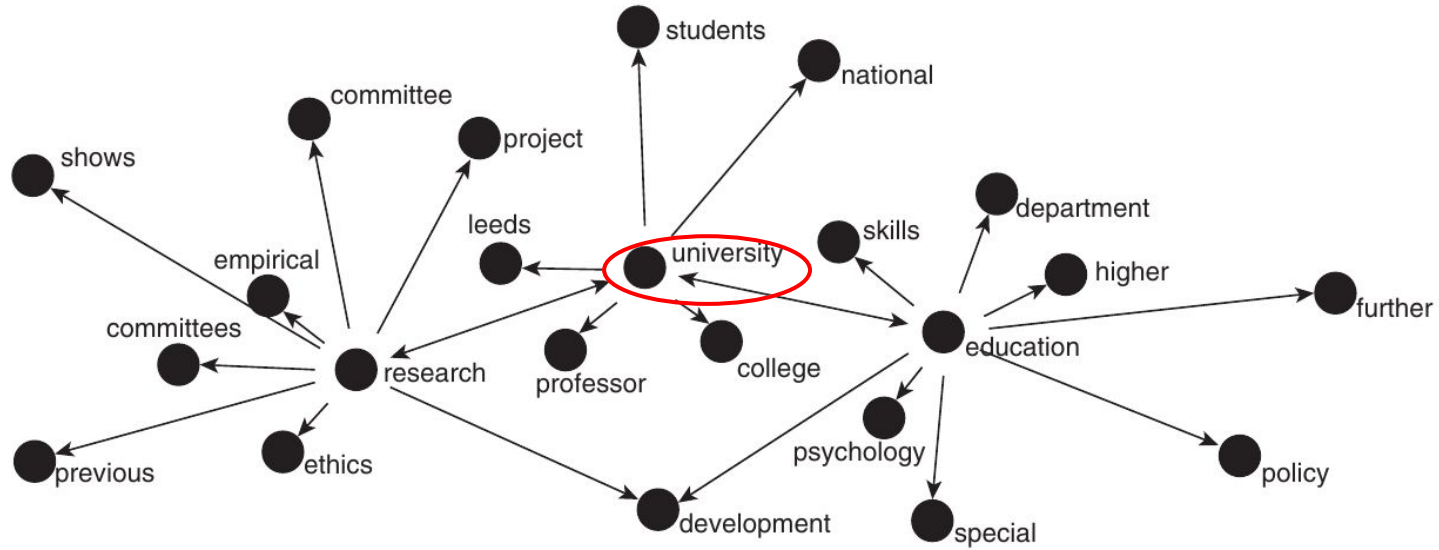 students
national
committee
project
shows
department
leeds
university
skills
empirical
higher
further
committees
education
research
professor
college
psychology
previous
ethics
policy
development
special